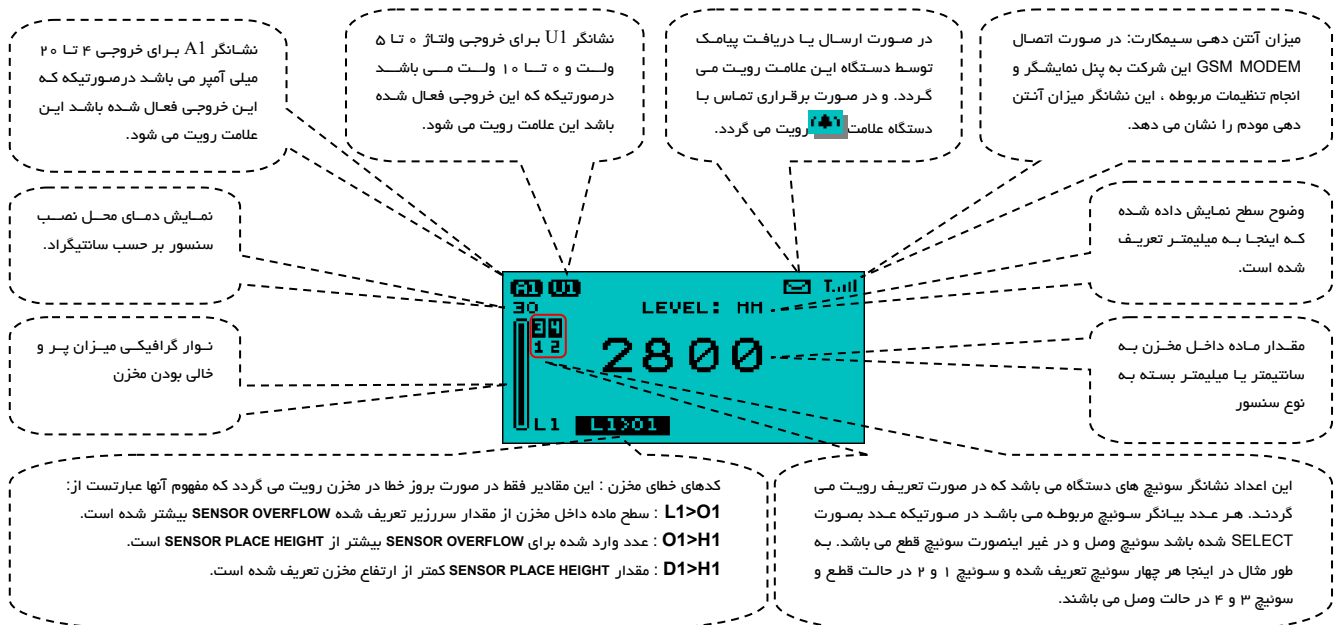 میزان آنتن دهی سیمکارت: در صورت اتصال
GSM MODEM این شرکت به پنل نمایشگر و
انجام تنظیمات مربوطه ، این نشانگر میزان آنتن
دهی مودم را نشان می دهد.
در صورت ارسال یا دریافت پیامک
توسط دستگاه این علامت رویت می
گردد. و در صورت برقراری تماس با
دستگاه علامت رویت می گردد.
نشانگر U1 برای خروجی ولتاژ ۰ تا ۵
ولت و ۰ تا ۱۰ ولت می باشد
درصورتیکه که این خروجی فعال شده
باشد این علامت رویت می شود.
نشانگر A1 برای خروجی ۴ تا ۲۰
میلی آمپر می باشد درصورتیکه که
این خروجی فعال شده باشد این
علامت رویت می شود.
وضوح سطح نمایش داده شده
که اینجا به میلیمتر تعریف
شده است.
نمایش دمای محل نصب
سنسور بر حسب سانتیگراد.
A1 U1
T
30
LEVEL: MM
3 4
1 2
2800
L1 L1>O1
مقدار ماده داخل مخزن به
سانتیمتر یا میلیمتر بسته به
نوع سنسور
نوار گرافیکی میزان پر و
خالی بودن مخزن
این اعداد نشانگر سوئیچ های دستگاه می باشد که در صورت تعریف رویت می
گردند. هر عدد بیانگر سوئیچ مربوطه می باشد در صورتیکه عدد بصورت
SELECT شده باشد سوئیچ وصل و در غیر اینصورت سوئیچ قطع می باشد. به
طور مثال در اینجا هر چهار سوئیچ تعریف شده و سوئیچ ۱ و ۲ در حالت قطع و
سوئیچ ۳ و ۴ در حالت وصل می باشند.
کدهای خطای مخزن : این مقادیر فقط در صورت بروز خطا در مخزن رویت می گردد که مفهوم آنها عبارتست از:
L1>O1 : سطح ماده داخل مخزن از مقدار سرریز تعریف شده SENSOR OVERFLOW بیشتر شده است.
O1>H1 : عدد وارد شده برای SENSOR OVERFLOW بیشتر از SENSOR PLACE HEIGHT است.
D1>H1 : مقدار SENSOR PLACE HEIGHT کمتر از ارتفاع مخزن تعریف شده است.